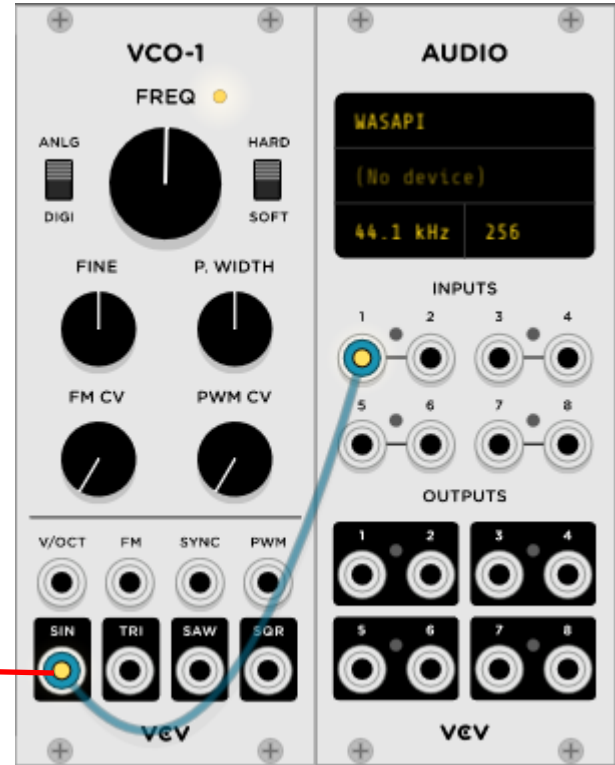 VCO-1
FREQ
ANLG
HARD
DIGI
SOFT
FINE P. WIDTH
FM CV PWM CV
V/OCT FM SYNC PWM
SIN TRI SAW SQR
VCV
AUDIO
WASAPI
(No device)
44.1 kHz 256
INPUTS
1 2 3 4
5 6 7 8
OUTPUTS
1 2 3 4
5 6 7 8
VCV